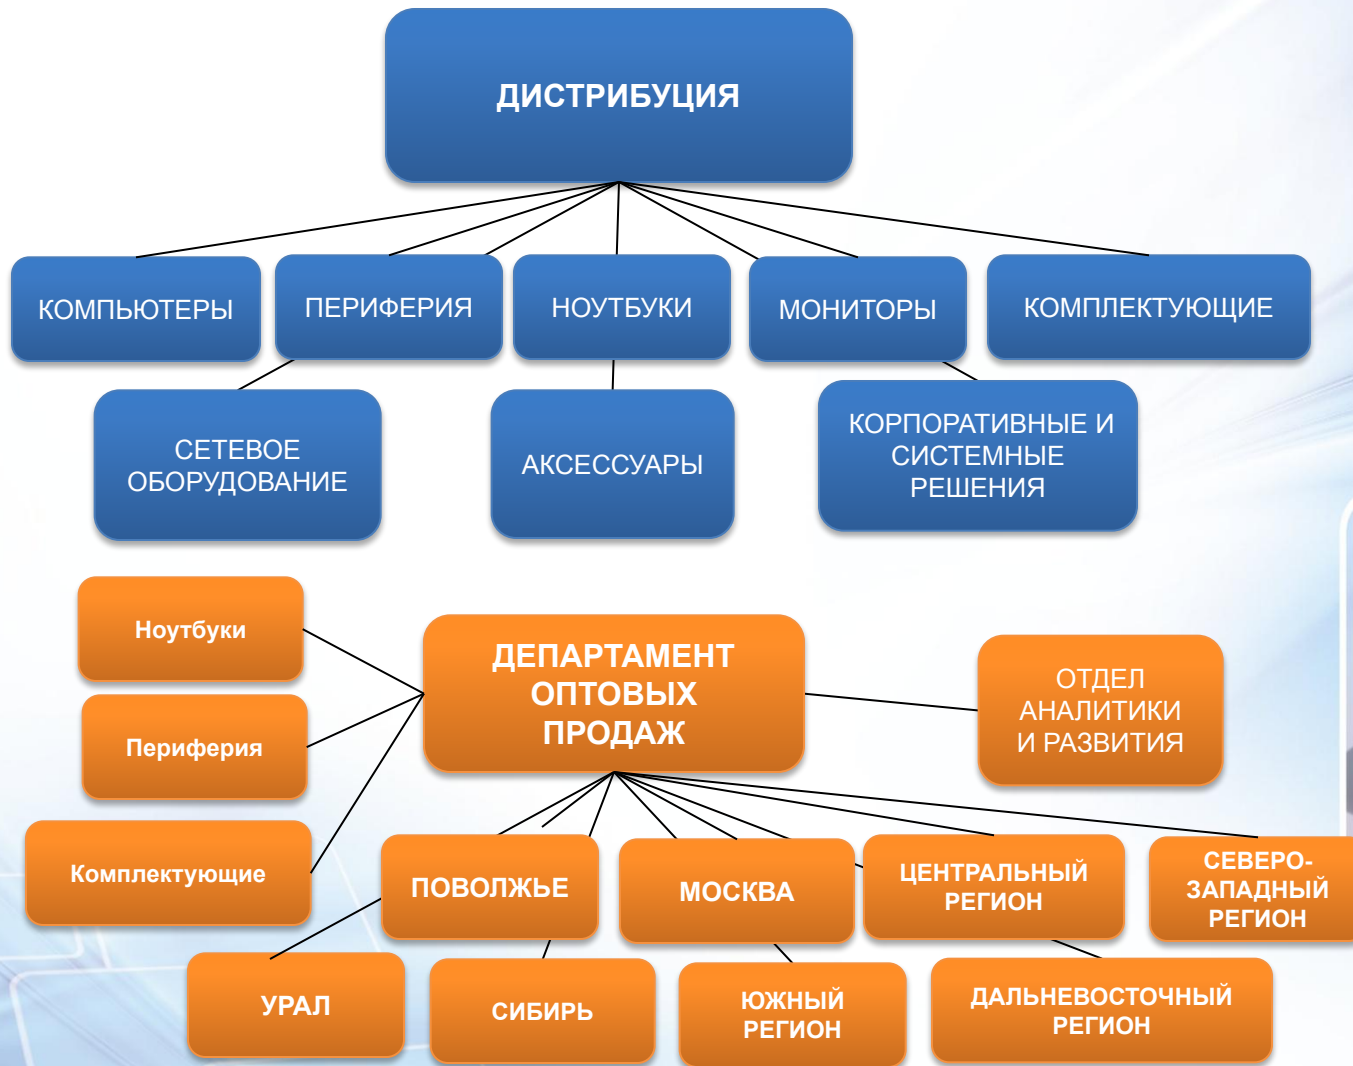 ДИСТРИБУЦИЯ
КОМПЬЮТЕРЫ
ПЕРИФЕРИЯ
НОУТБУКИ
МОНИТОРЫ
КОМПЛЕКТУЮЩИЕ
СЕТЕВОЕ
ОБОРУДОВАНИЕ
АКСЕССУАРЫ
КОРПОРАТИВНЫЕ И
СИСТЕМНЫЕ
РЕШЕНИЯ
Ноутбуки
Периферия
Комплектующие
ДЕПАРТАМЕНТ
ОПТОВЫХ
ПРОДАЖ
ОТДЕЛ
АНАЛИТИКИ
И РАЗВИТИЯ
ПОВОЛЖЬЕ
МОСКВА
ЦЕНТРАЛЬНЫЙ
РЕГИОН
СЕВЕРО-
ЗАПАДНЫЙ
РЕГИОН
УРАЛ
СИБИРЬ
ЮЖНЫЙ
РЕГИОН
ДАЛЬНЕВОСТОЧНЫЙ
РЕГИОН